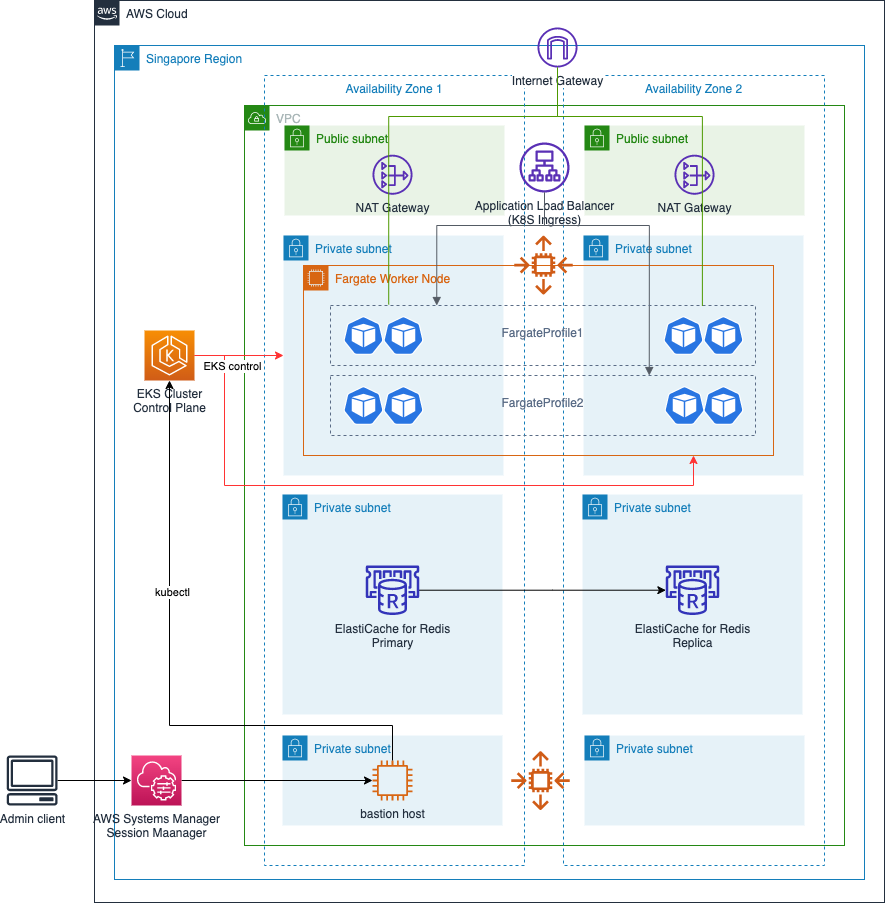 aws
AWS Cloud
Singapore Region
Internet Gateway
Availability Zone 1
Availability Zone 2
VPC
Public subnet
Public subnet
NAT Gateway
Application Load Balancer
(K8S Ingress)
NAT Gateway
Private subnet
Private subnet
Fargate Worker Node
FargateProfile1
K
EKS control
EKS Cluster
Control Plane
FargateProfile2
Private subnet
Private subnet
kubectl
R
R
ElastiCache for Redis
Primary
ElastiCache for Redis
Replica
Private subnet
Private subnet
bastion host
Admin client
AWS Systems Manager
Session Maanager